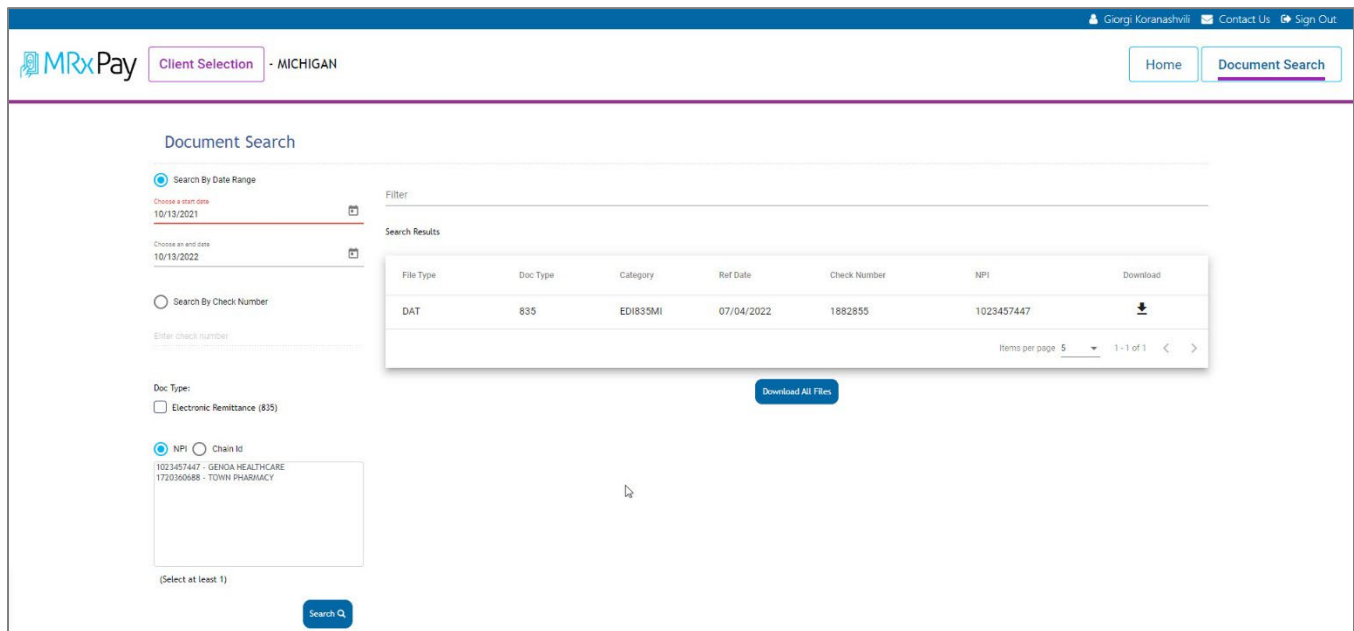 Giorgi Koranashvili Contact Us Sign Out
MRxPay Client Selection - MICHIGAN Home Document Search
Document Search
Search By Date Range
Choose a start date
10/13/2021
Choose an end date
10/13/2022
Search By Check Number
Enter check number
Doc Type:
Electronic Remittance (835)
NPI Chain Id
1023457447 - GENOA HEALTHCARE
1720360688 - TOWN PHARMACY
(Select at least 1)
Search
Filter
Search Results
File Type Doc Type Category Ref Date Check Number NPI Download
DAT 835 EDI835MI 07/04/2022 1882855 1023457447
Items per page 5 1 - 1 of 1
Download All Files